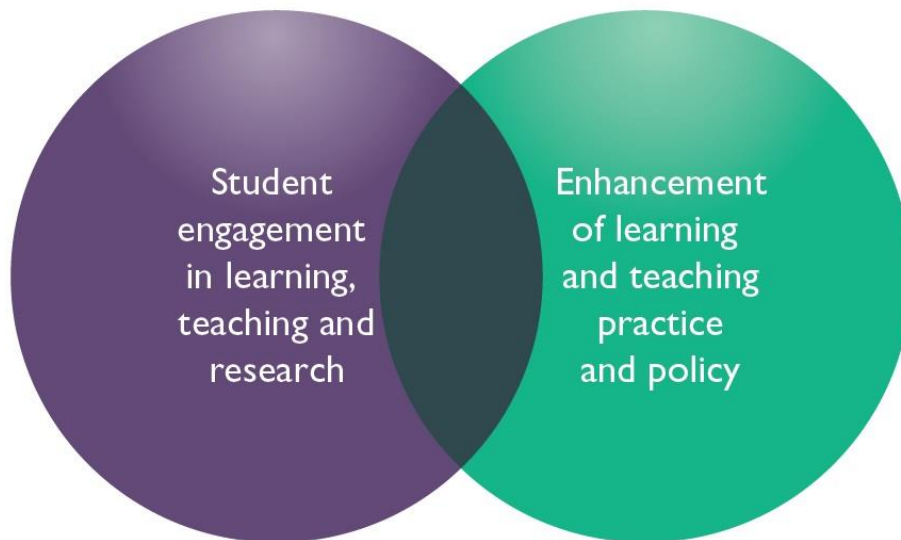 Student
engagement
in learning,
teaching and
research
Enhancement
of learning
and teaching
practice
and policy